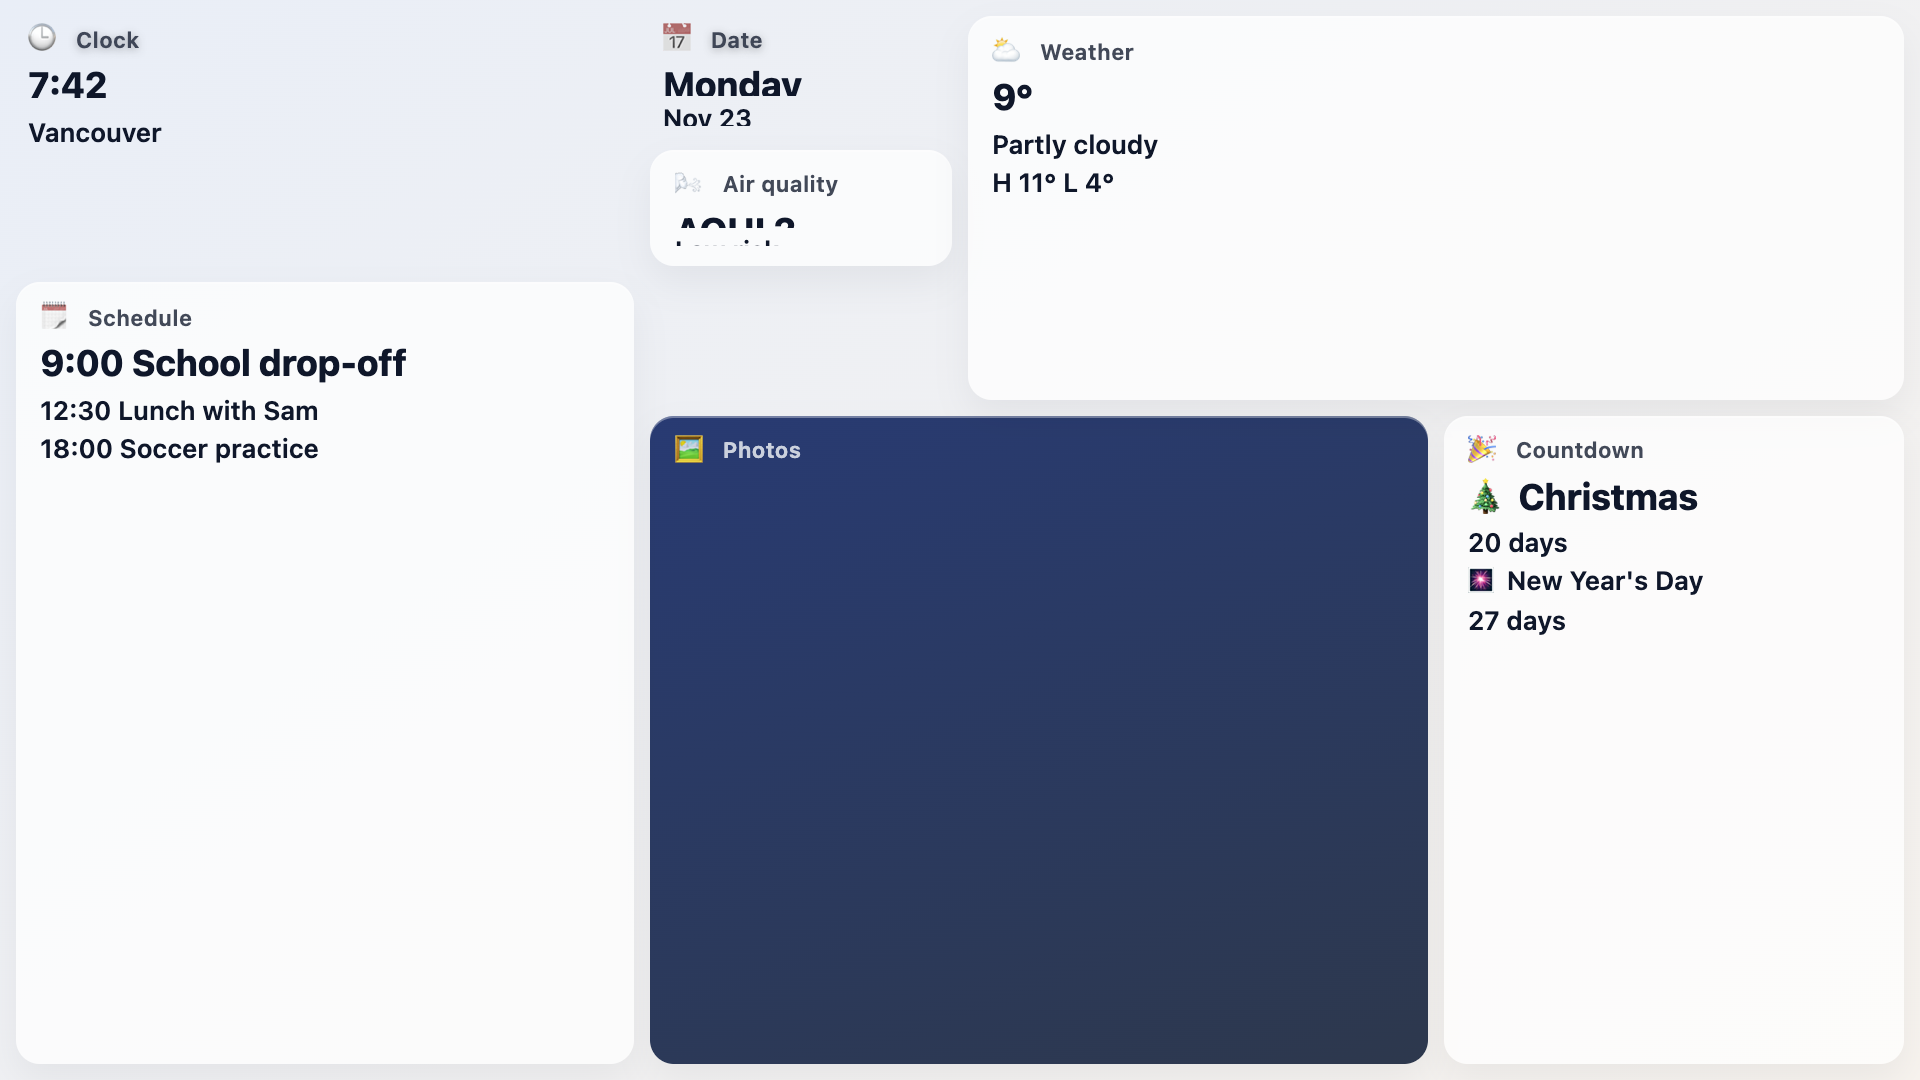 Clock
7:42
Vancouver
Date
17
Monday
Nov 23
Air quality
Weather
9°
Partly cloudy
H 11° L 4°
Schedule
9:00 School drop-off
12:30 Lunch with Sam
18:00 Soccer practice
Photos
Countdown
Christmas
20 days
New Year's Day
27 days